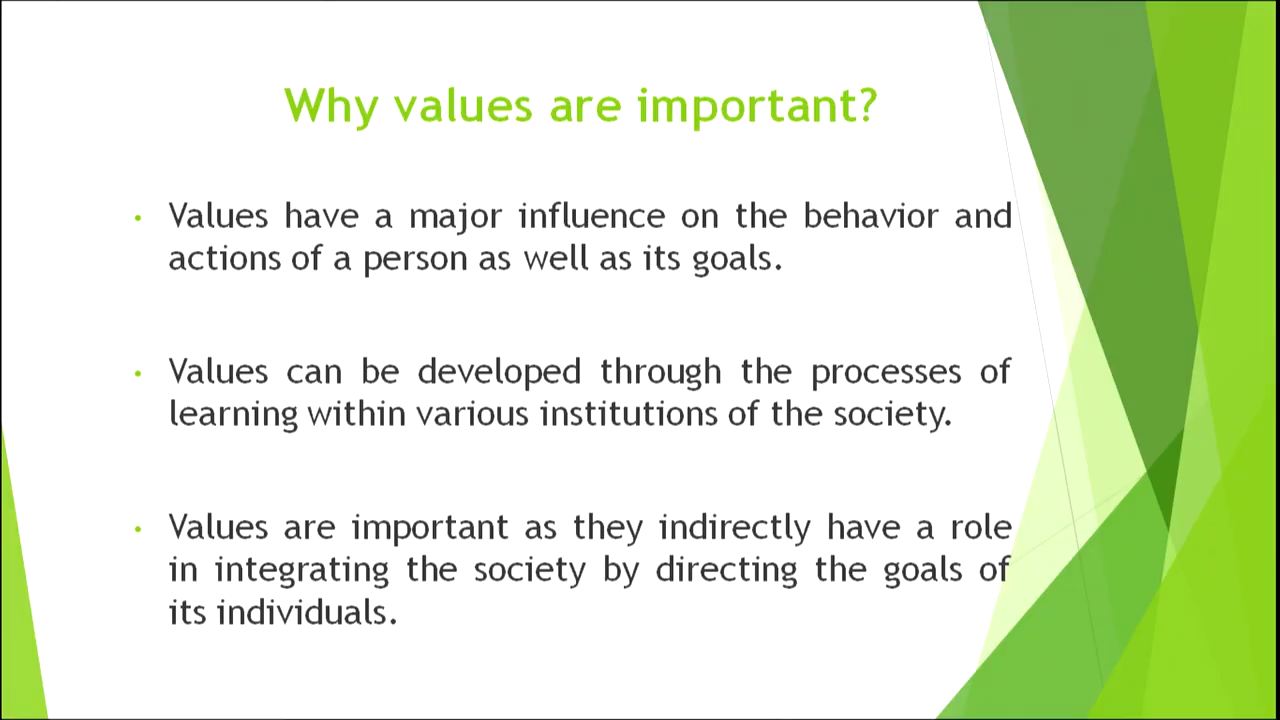 Why values are important?
• Values have a major influence on the behavior and
actions of a person as well as its goals.
• Values can be developed through the processes of
learning within various institutions of the society.
• Values are important as they indirectly have a role
in integrating the society by directing the goals of
its individuals.